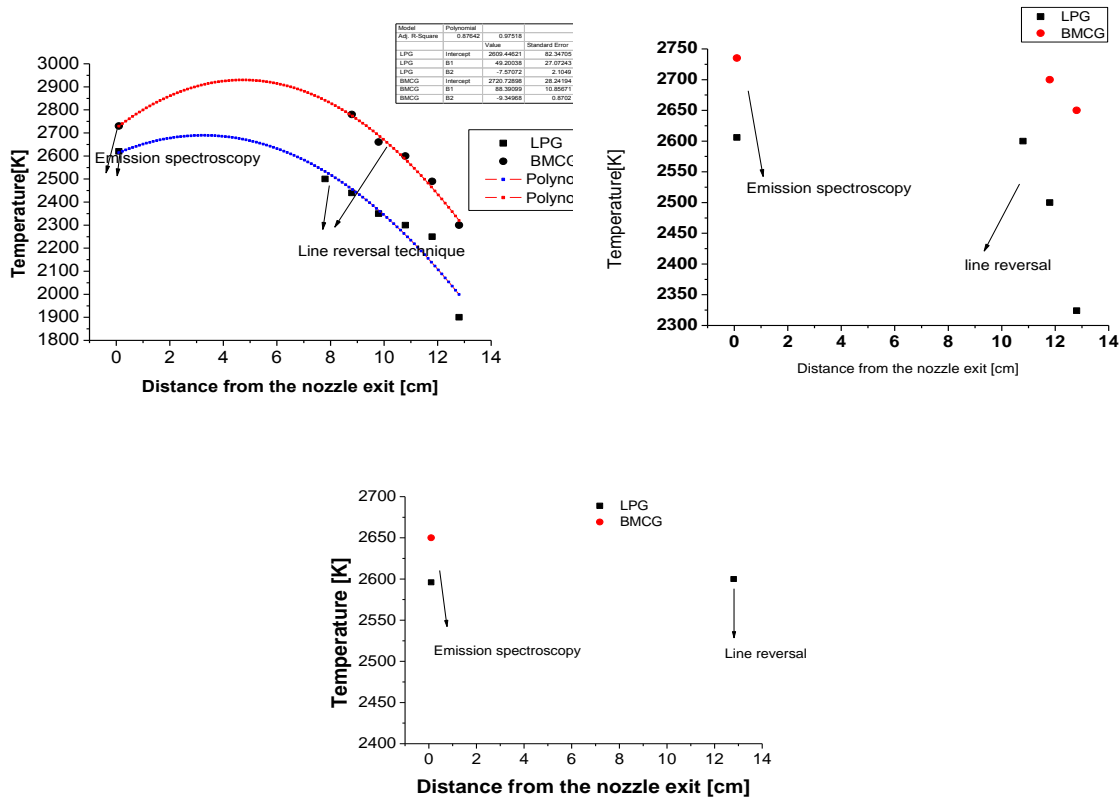 Model Polynomial
Adj. R-Square 0.87642 0.97518
Value Standard Error
LPG Intercept 2609.44621 82.34705
LPG B1 49.20038 27.07243
LPG B2 -7.57072 2.1049
BMCG Intercept 2720.72898 28.24194
BMCG B1 88.39099 10.85671
BMCG B2 -9.34968 0.8702
3000
2900
2800
2700
2600
2500
2400
2300
2200
2100
2000
1900
1800
Temperature[K]
Emission spectroscopy
Line reversal technique
LPG
BMCG
Polyno
Polyno
0 2 4 6 8 10 12 14
Distance from the nozzle exit [cm]
LPG
BMCG
2750
2700
2650
2600
2550
2500
2450
2400
2350
2300
Temperature[K]
Emission spectroscopy
line reversal
0 2 4 6 8 10 12 14
Distance from the nozzle exit [cm]
LPG
BMCG
2700
2650
2600
2550
2500
2450
2400
Temperature [K]
Emission spectroscopy
Line reversal
0 2 4 6 8 10 12 14
Distance from the nozzle exit [cm]